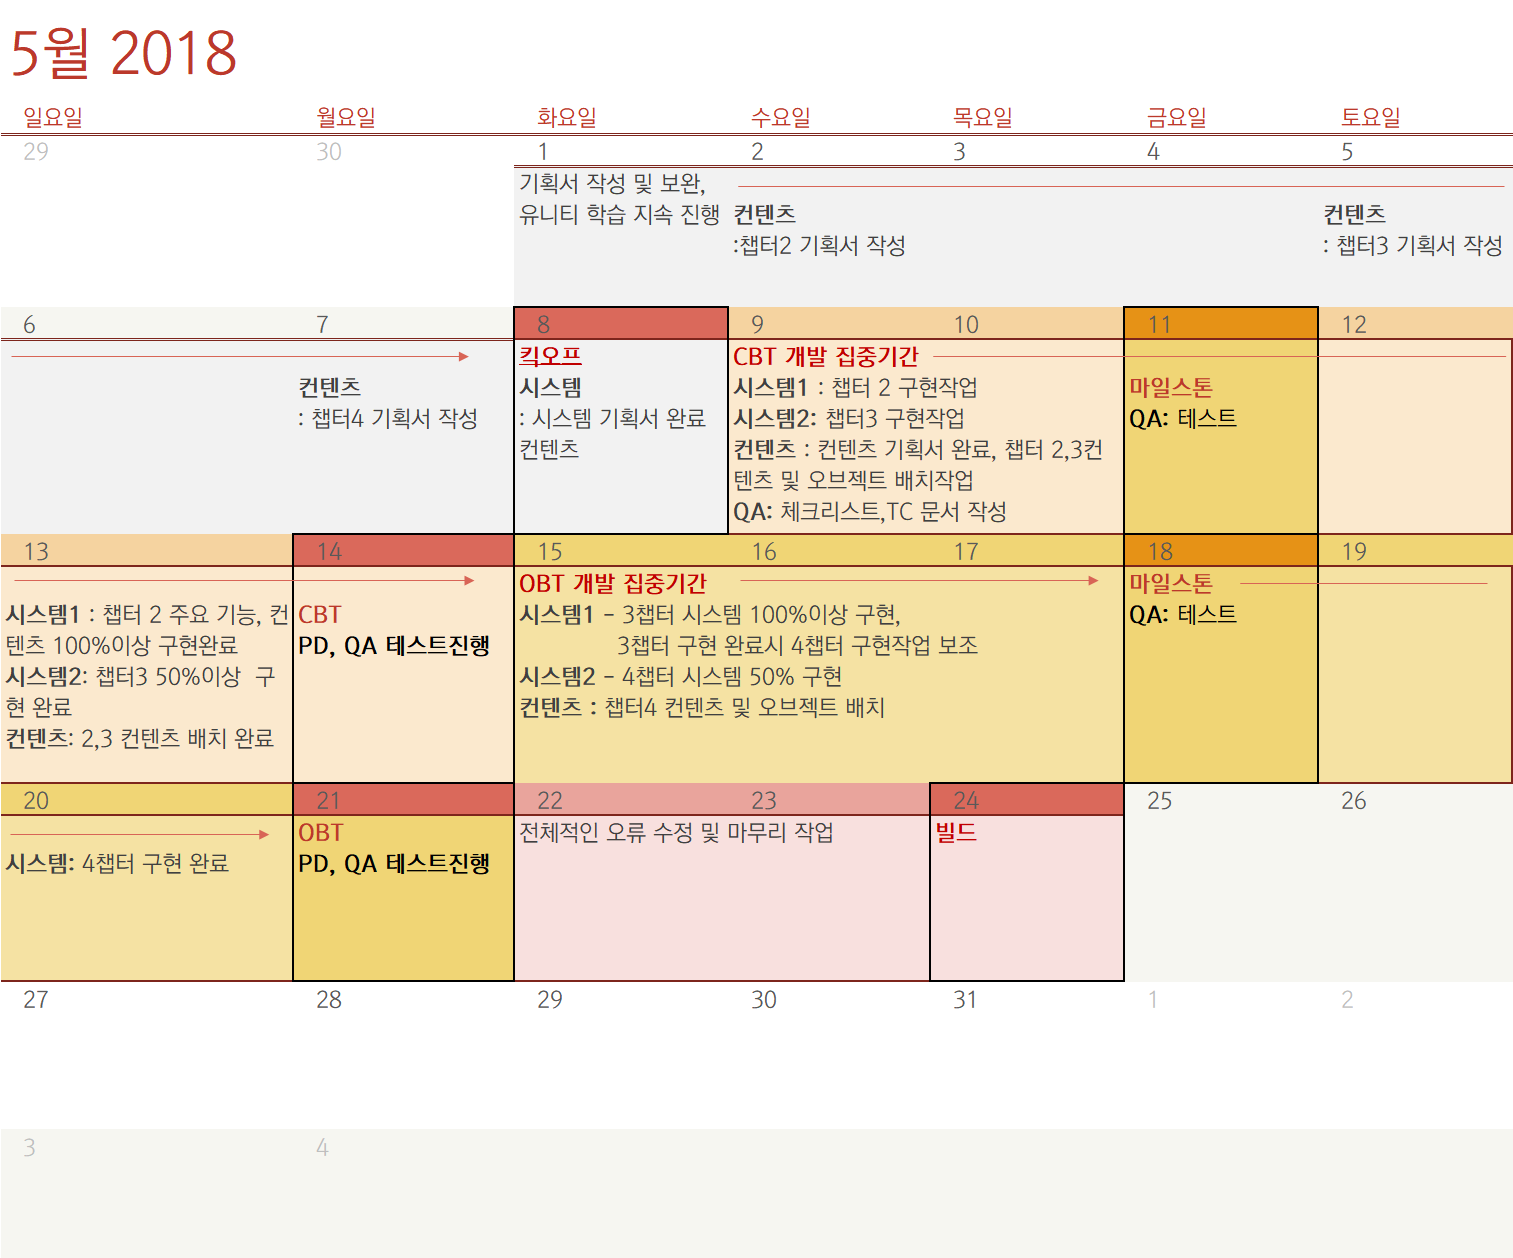 5월 2018
일요일 월요일 화요일 수요일 목요일 금요일 토요일
29 30 1 2 3 4 5
기획서 작성 및 보완,
유니티 학습 지속 진행
컨텐츠
:챕터2 기획서 작성
컨텐츠
: 챕터3 기획서 작성
6 7 8 9 10 11 12
컨텐츠
: 챕터4 기획서 작성
킥오프
시스템
: 시스템 기획서 완료
컨텐츠
CBT 개발 집중기간
시스템1 : 챕터 2 구현작업
시스템2: 챕터3 구현작업
컨텐츠 : 컨텐츠 기획서 완료, 챕터 2,3컨
텐츠 및 오브젝트 배치작업
QA: 체크리스트,TC 문서 작성
마일스톤
QA: 테스트
13 14 15 16 17 18 19
시스템1 : 챕터 2 주요 기능, 컨
텐츠 100%이상 구현완료
시스템2: 챕터3 50%이상  구
현 완료
컨텐츠: 2,3 컨텐츠 배치 완료
CBT
PD, QA 테스트진행
OBT 개발 집중기간
시스템1 - 3챕터 시스템 100%이상 구현,
3챕터 구현 완료시 4챕터 구현작업 보조
시스템2 - 4챕터 시스템 50% 구현
컨텐츠 : 챕터4 컨텐츠 및 오브젝트 배치
마일스톤
QA: 테스트
20 21 22 23 24 25 26
시스템: 4챕터 구현 완료
OBT
PD, QA 테스트진행
전체적인 오류 수정 및 마무리 작업
빌드
27 28 29 30 31 1 2
3 4